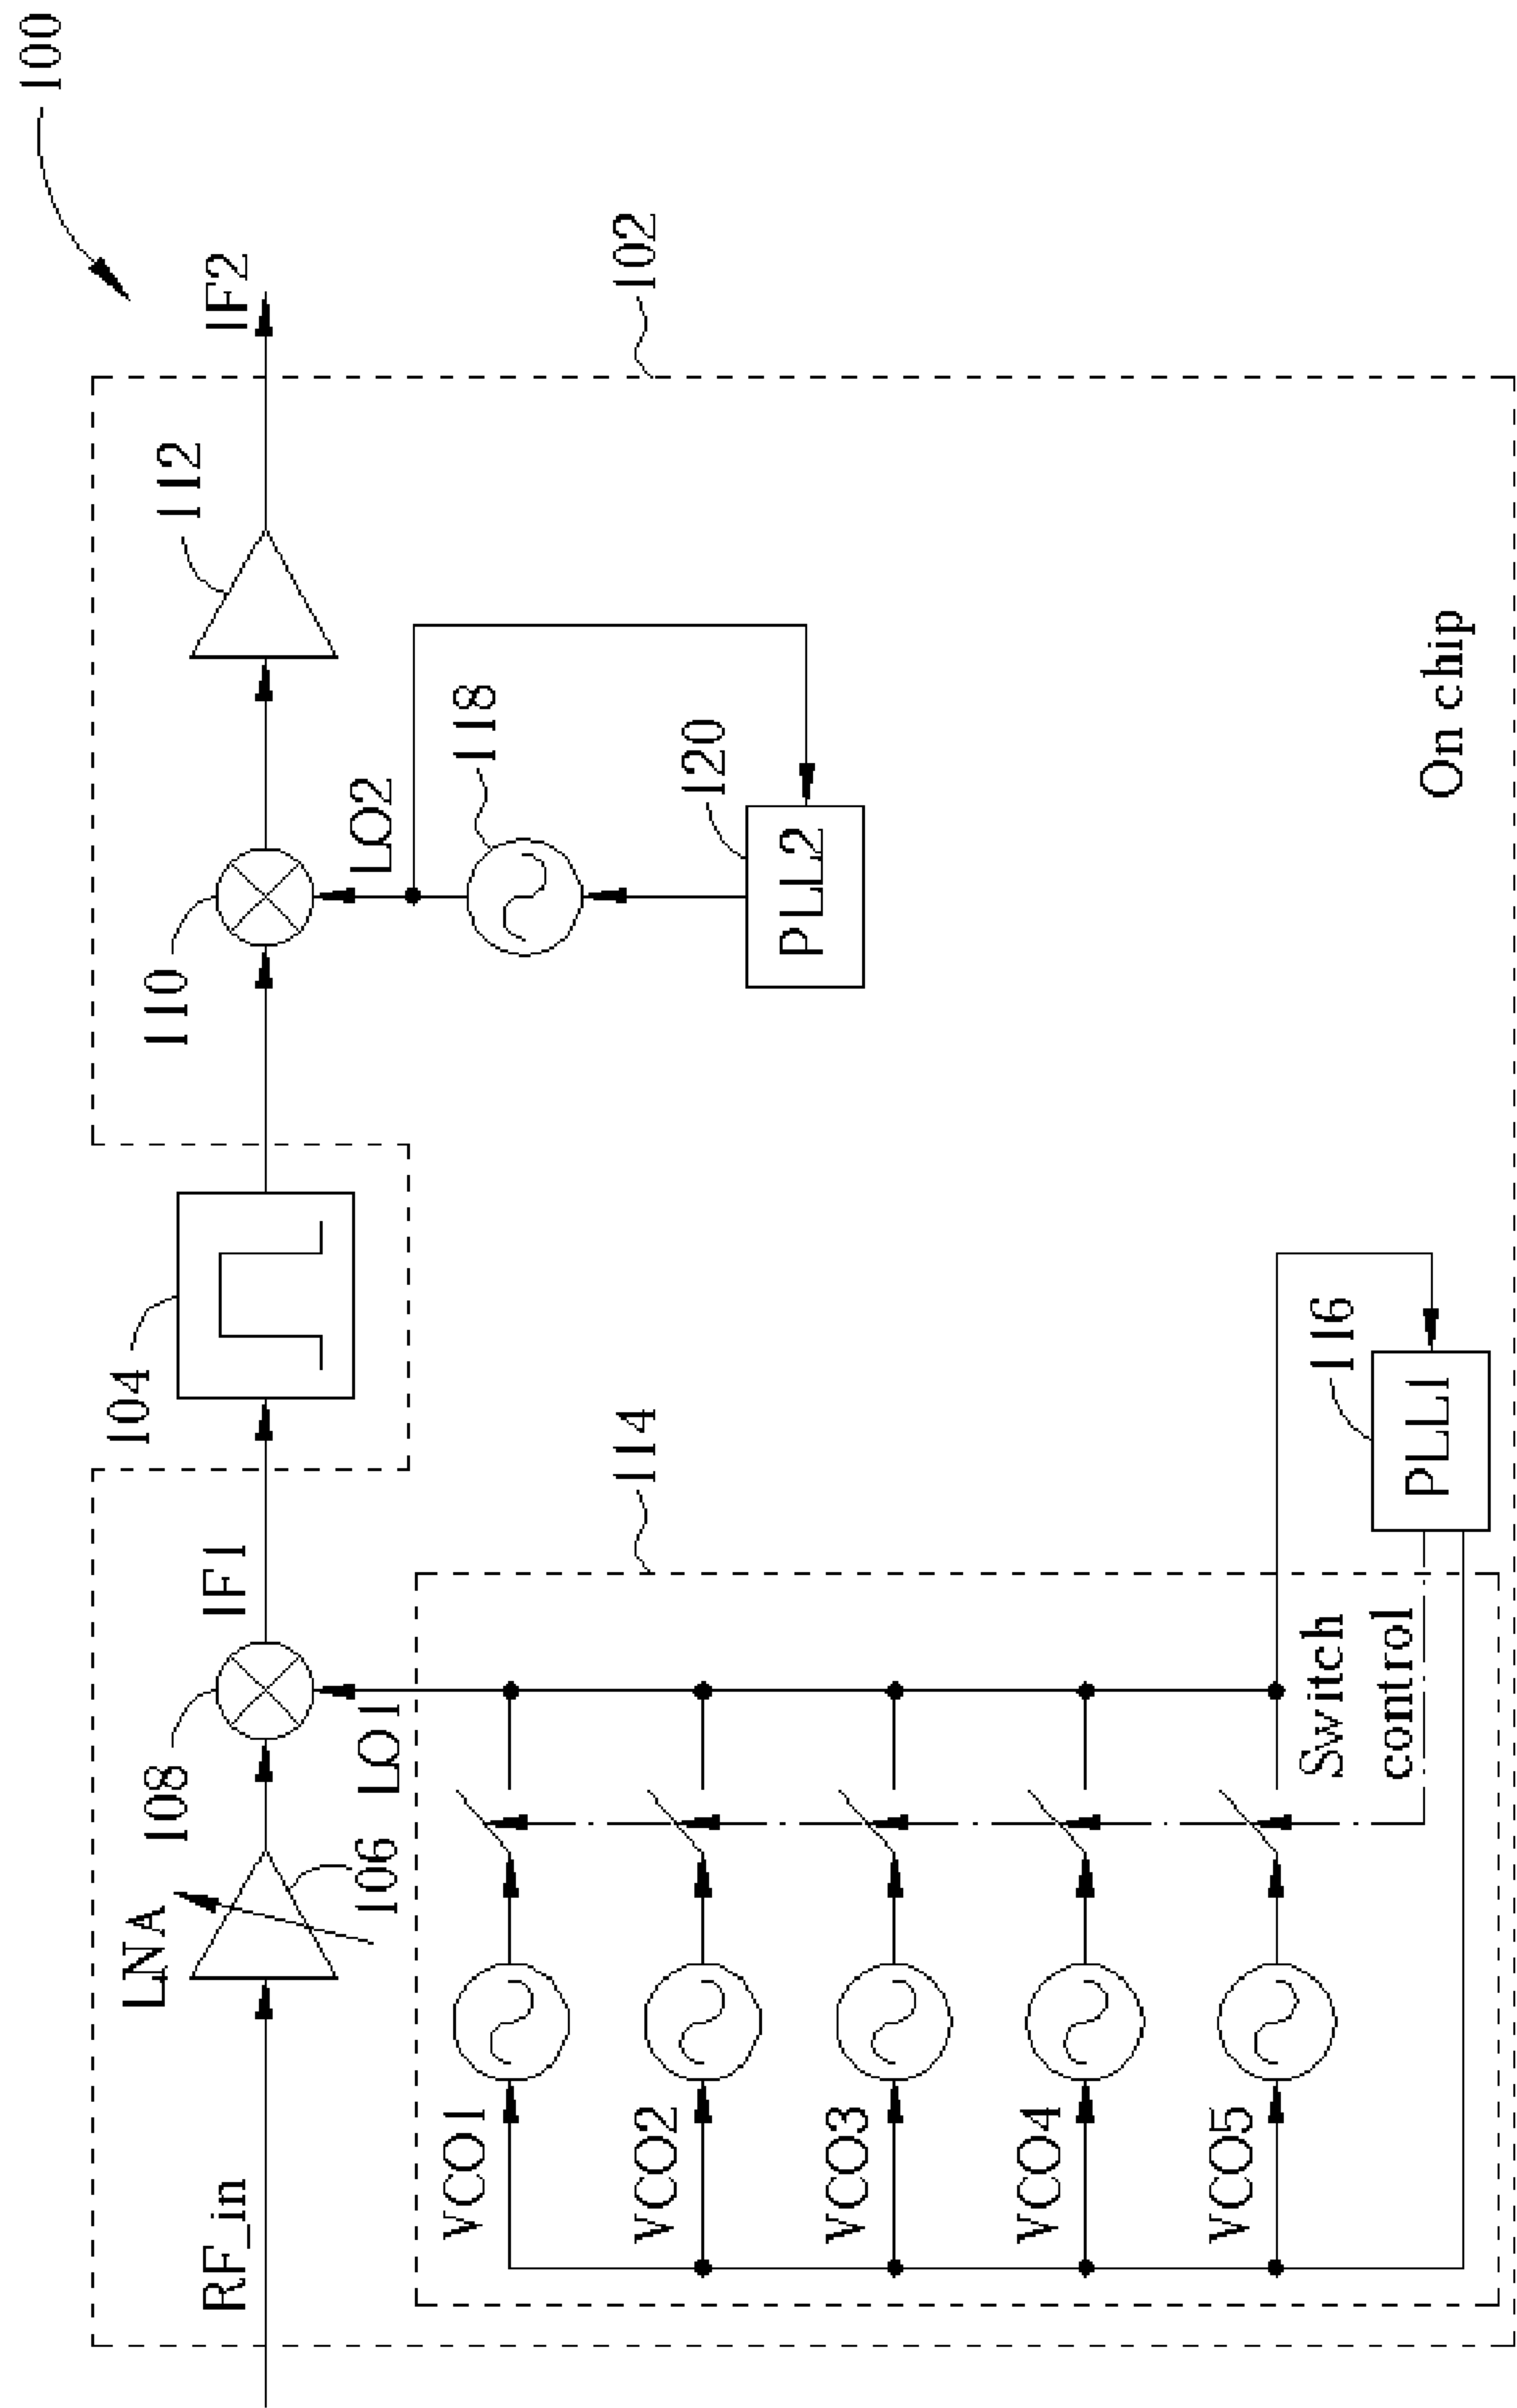 100
102
IF2
112
110
LO2
118
120
PLL2
104
IF1
108
LNA
106
LO1
RF_in
114
VCO1
VCO2
VCO3
VCO4
VCO5
Switch
control
116
PLL1
On chip